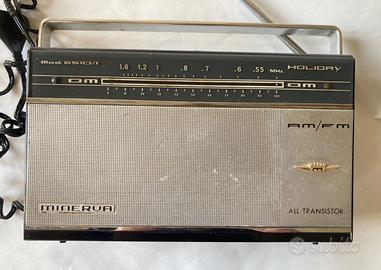 Mod. 6510/1 HOLIDAY
1.6 1.2 1 .8 .7 .6 .55 MHz
OM OM
AM/FM
MINERVA
ALL TRANSISTOR
subito